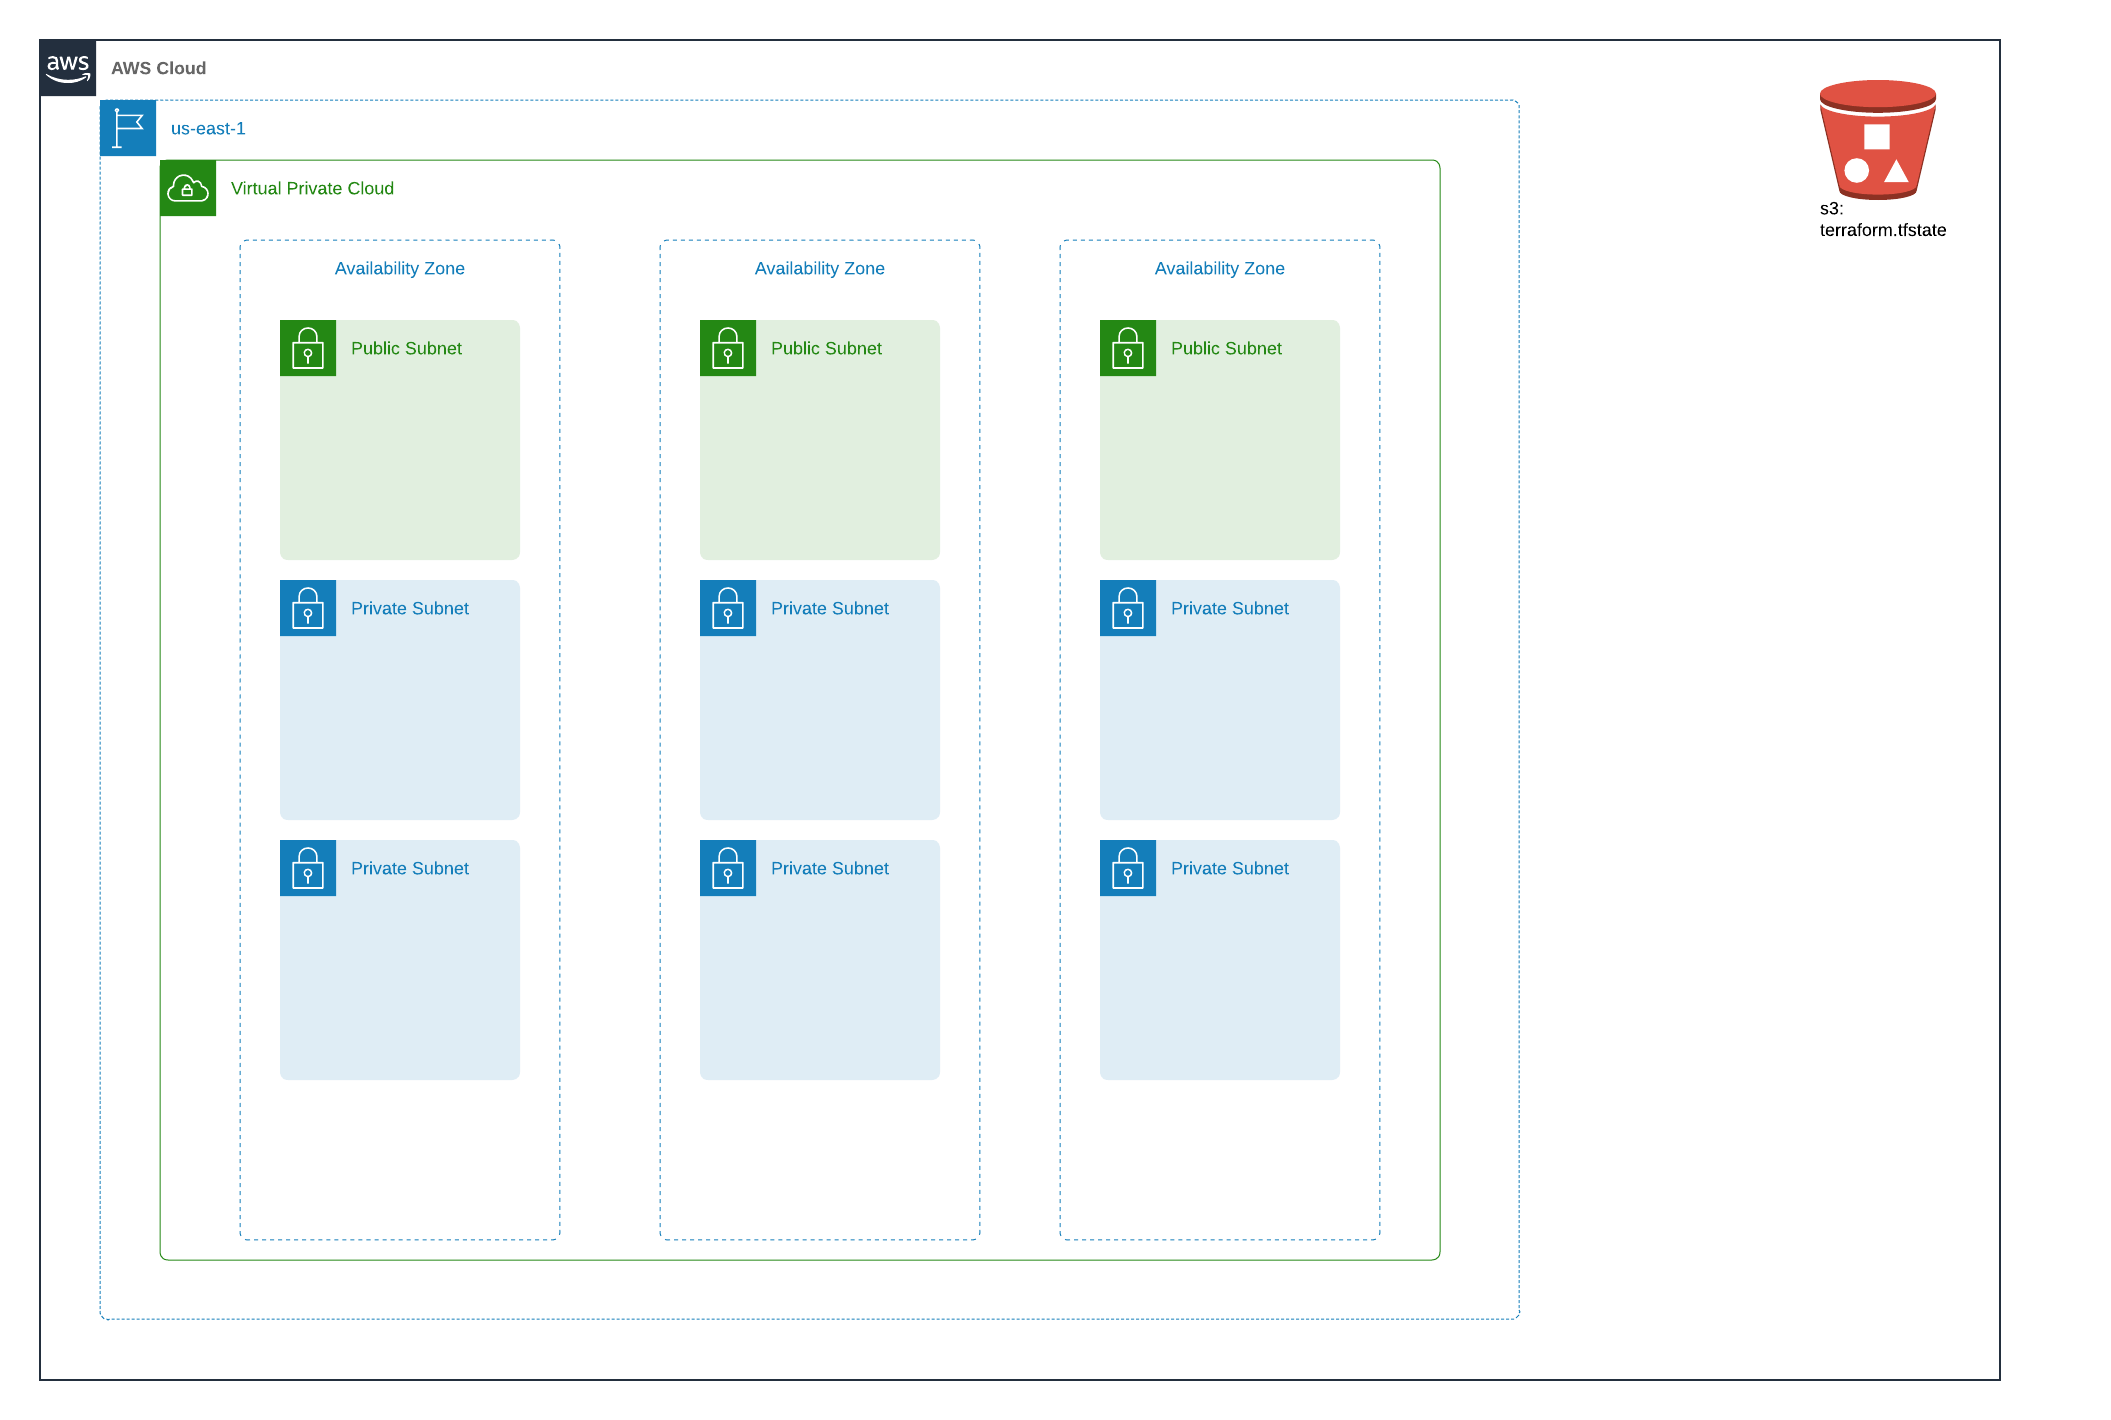 aws
AWS Cloud
us-east-1
Virtual Private Cloud
Availability Zone
Availability Zone
Availability Zone
Public Subnet
Public Subnet
Public Subnet
Private Subnet
Private Subnet
Private Subnet
Private Subnet
Private Subnet
Private Subnet
s3:
terraform.tfstate